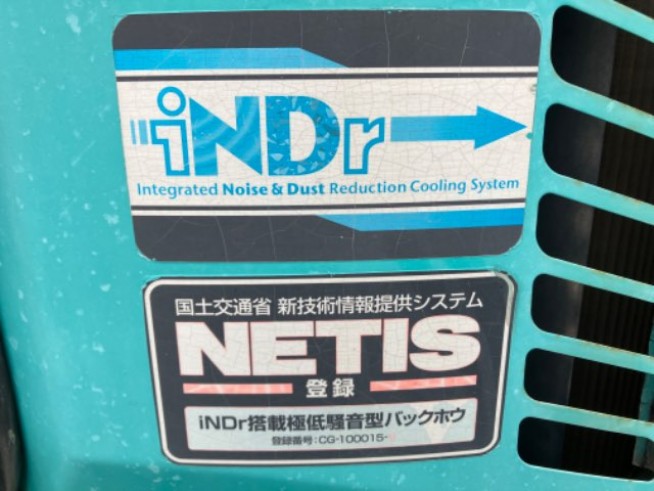 iNDr
Integrated Noise & Dust Reduction Cooling System
国土交通省 新技術情報提供システム
NETIS
登録
iNDr搭載極低騒音型バックホウ
登録番号:CG-100015-